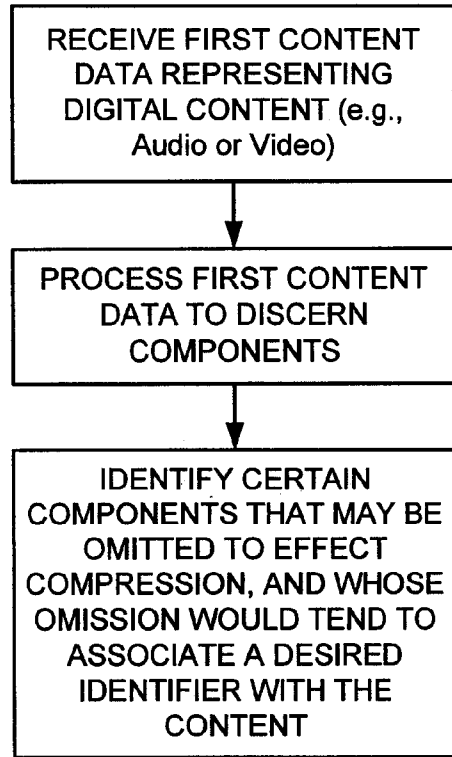 RECEIVE FIRST CONTENT
DATA REPRESENTING
DIGITAL CONTENT (e.g.,
Audio or Video)
PROCESS FIRST CONTENT
DATA TO DISCERN
COMPONENTS
IDENTIFY CERTAIN
COMPONENTS THAT MAY BE
OMITTED TO EFFECT
COMPRESSION, AND WHOSE
OMISSION WOULD TEND TO
ASSOCIATE A DESIRED
IDENTIFIER WITH THE
CONTENT